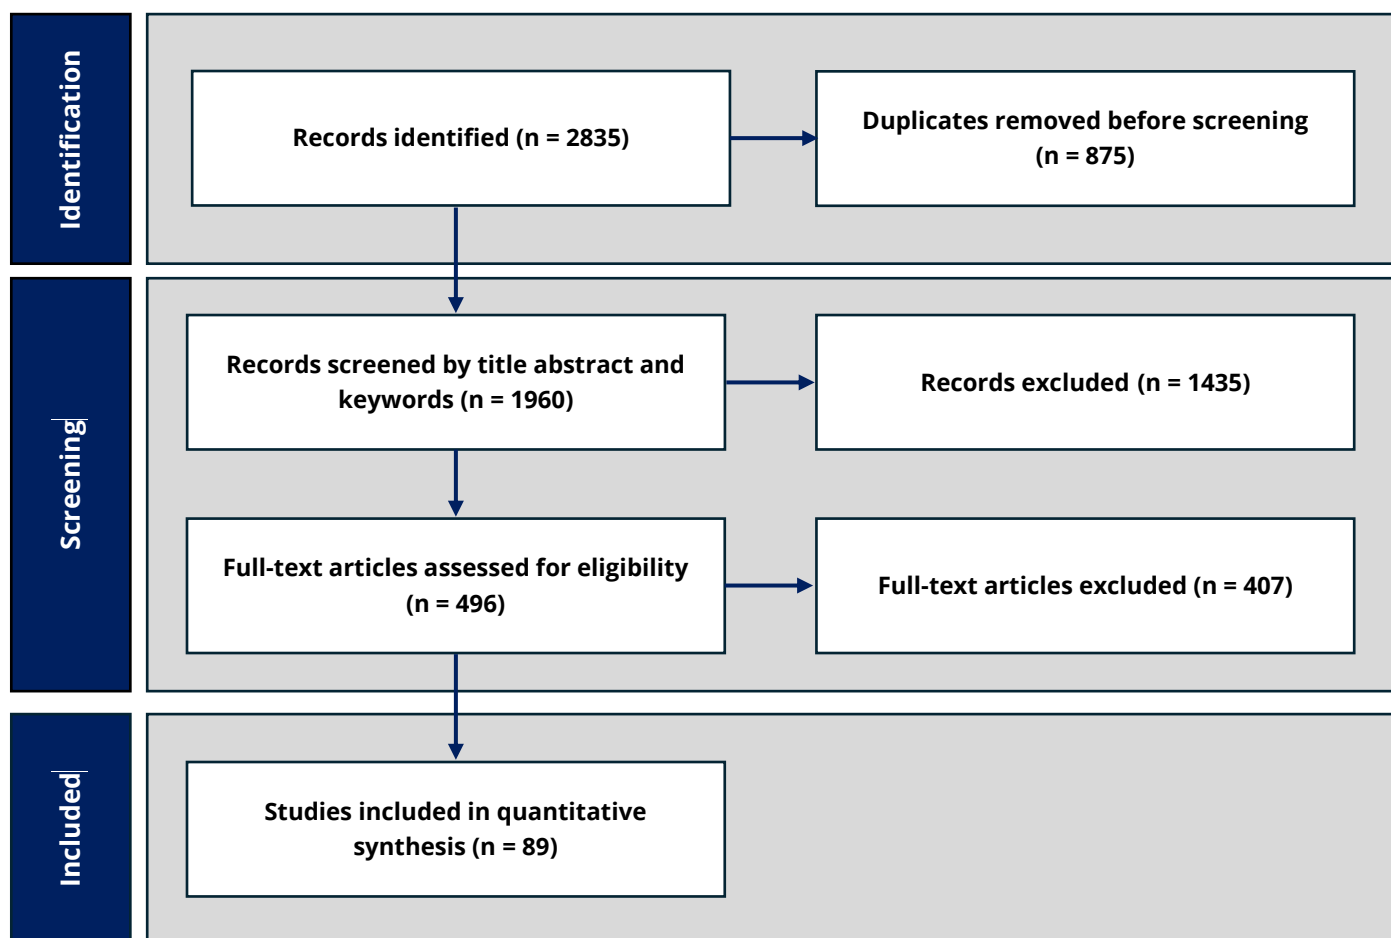 Identification
Records identified (n = 2835)
Duplicates removed before screening
(n = 875)
Screening
Records screened by title abstract and
keywords (n = 1960)
Records excluded (n = 1435)
Full-text articles assessed for eligibility
(n = 496)
Full-text articles excluded (n = 407)
Included
Studies included in quantitative
synthesis (n = 89)